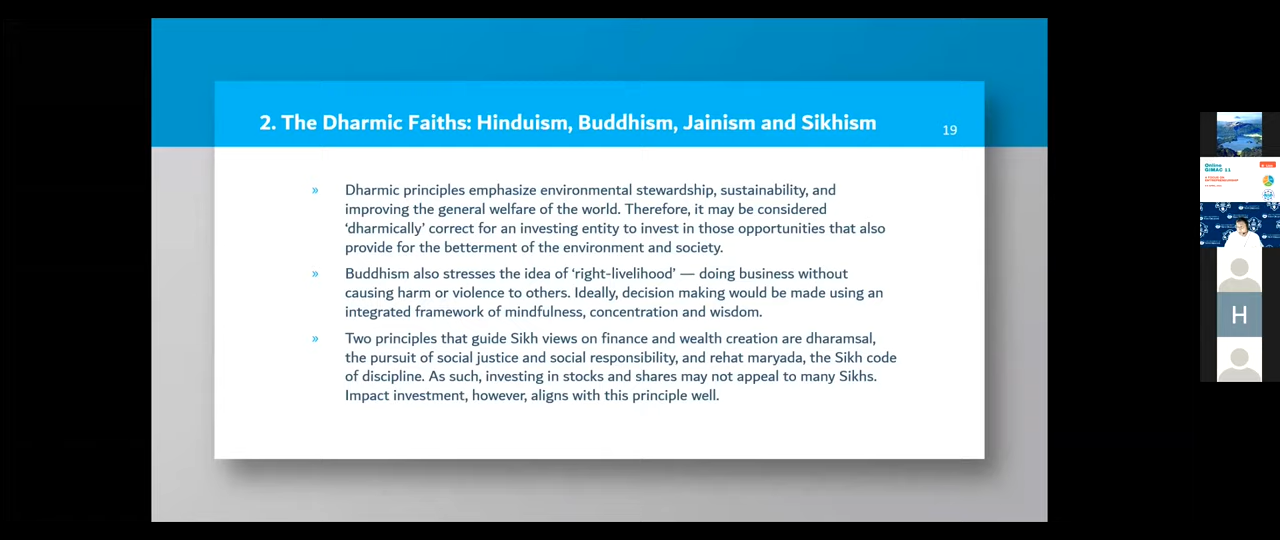 2. The Dharmic Faiths: Hinduism, Buddhism, Jainism and Sikhism
19
» Dharmic principles emphasize environmental stewardship, sustainability, and
improving the general welfare of the world. Therefore, it may be considered
‘dharmically’ correct for an investing entity to invest in those opportunities that also
provide for the betterment of the environment and society.
» Buddhism also stresses the idea of ‘right-livelihood’ — doing business without
causing harm or violence to others. Ideally, decision making would be made using an
integrated framework of mindfulness, concentration and wisdom.
» Two principles that guide Sikh views on finance and wealth creation are dharamsal,
the pursuit of social justice and social responsibility, and rehat maryada, the Sikh code
of discipline. As such, investing in stocks and shares may not appeal to many Sikhs.
Impact investment, however, aligns with this principle well.
Online
GIMAC 11
H